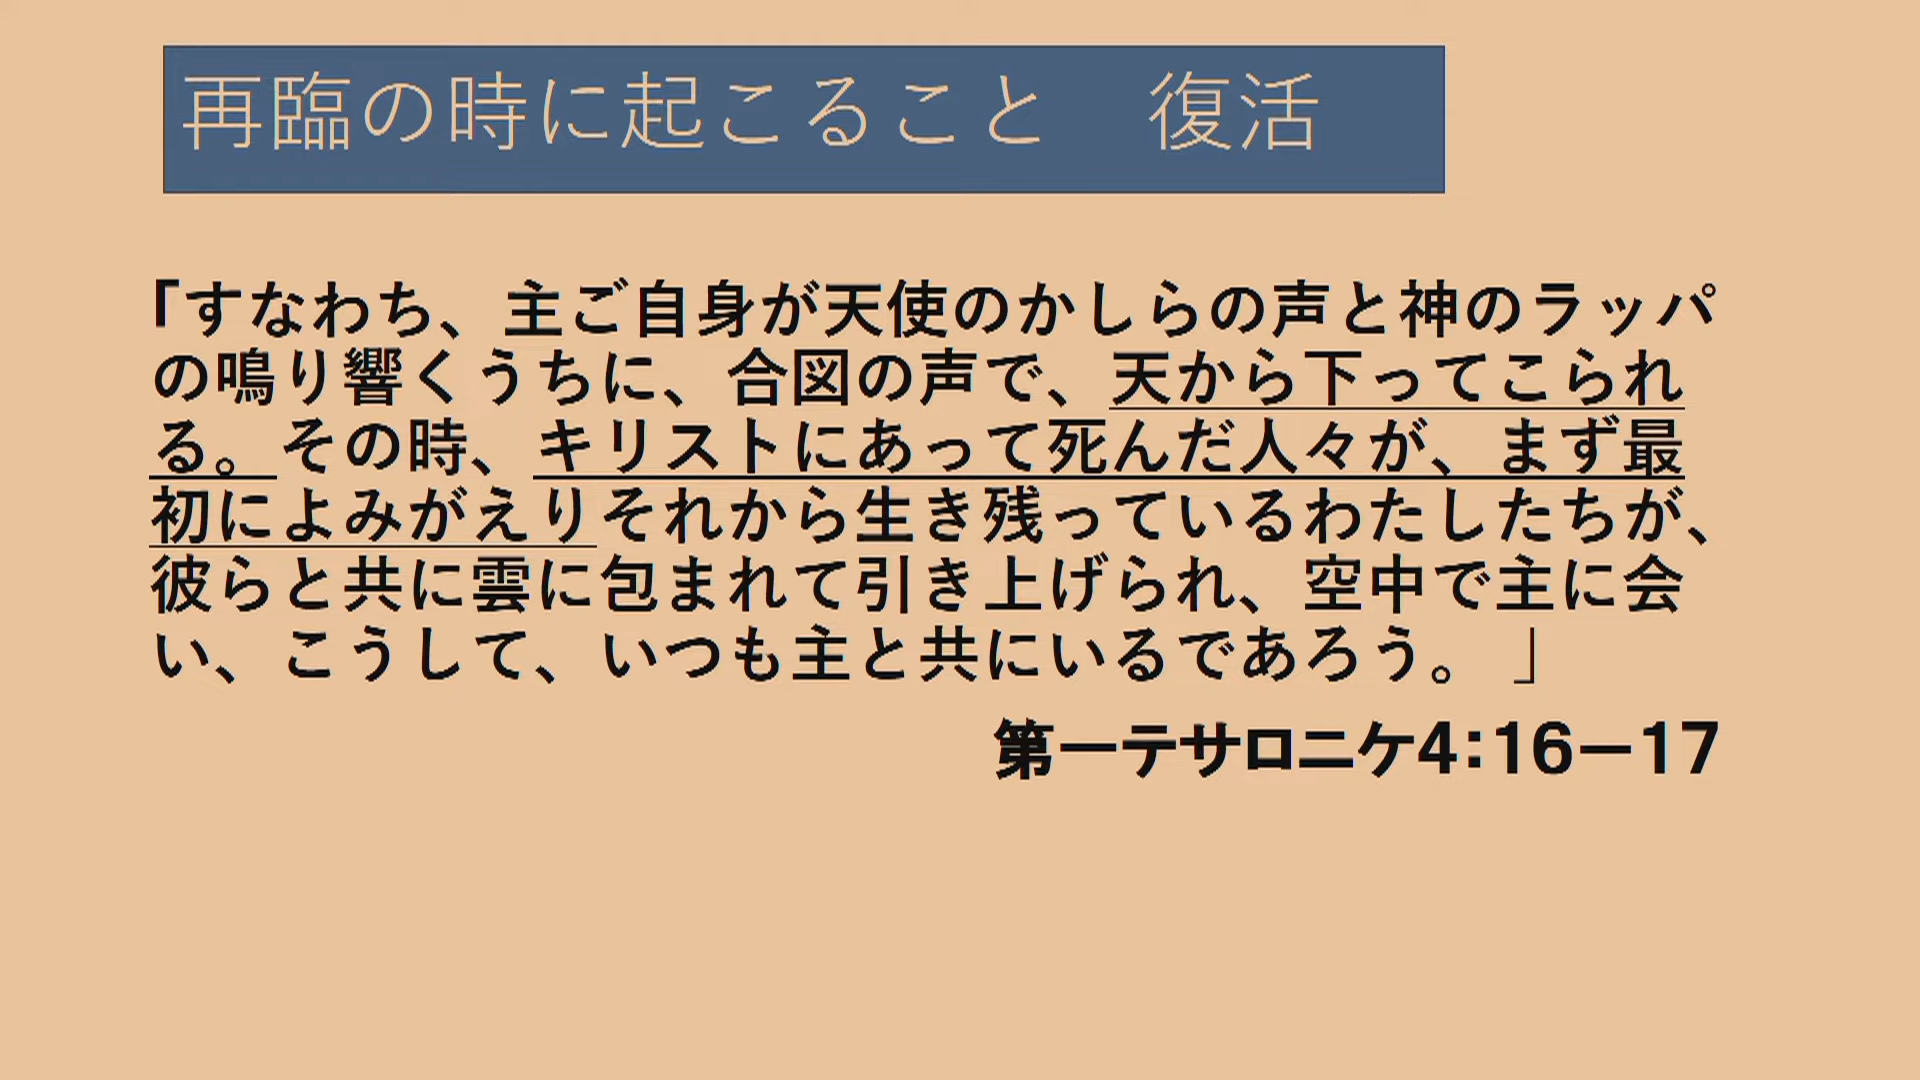 再臨の時に起こること　復活
「すなわち、主ご自身が天使のかしらの声と神のラッパ
の鳴り響くうちに、合図の声で、天から下ってこられ
る。その時、キリストにあって死んだ人々が、まず最
初によみがえりそれから生き残っているわたしたちが、
彼らと共に雲に包まれて引き上げられ、空中で主に会
い、こうして、いつも主と共にいるであろう。　」
第一テサロニケ4:16－17